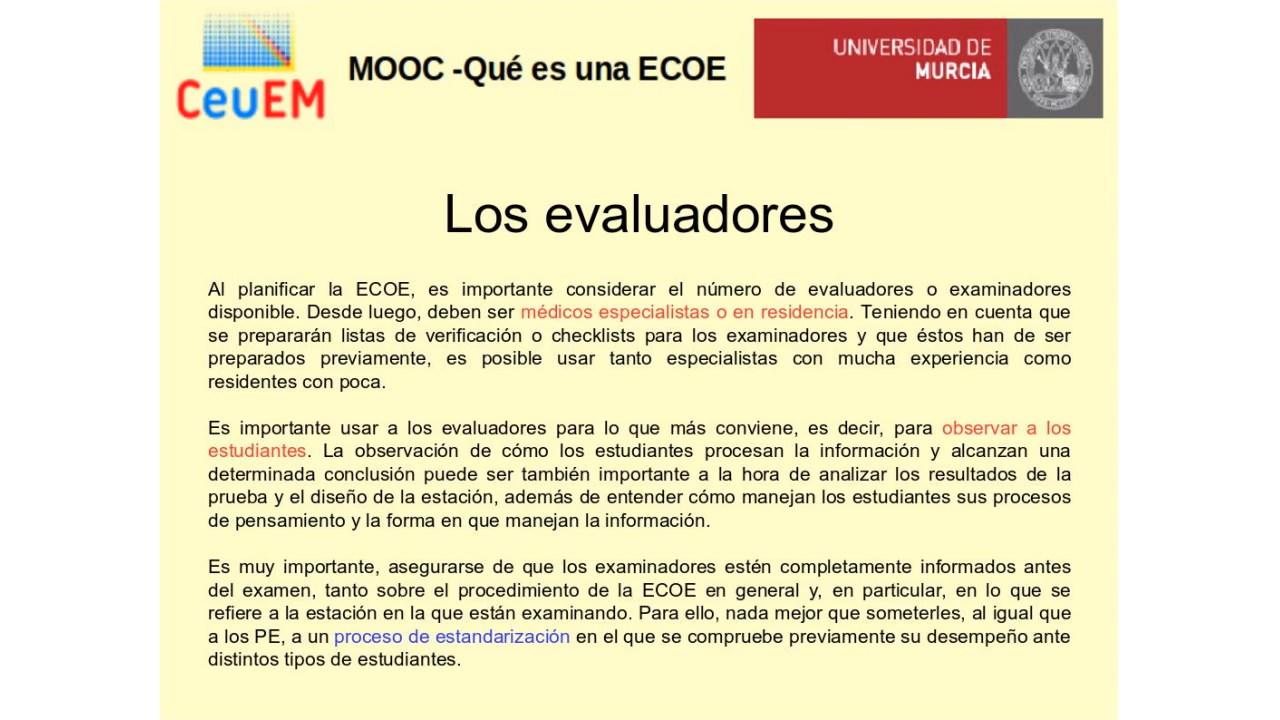 CeuEM
MOOC -Qué es una ECOE
UNIVERSIDAD DE
MURCIA
Los evaluadores
Al planificar la ECOE, es importante considerar el número de evaluadores o examinadores
disponible. Desde luego, deben ser médicos especialistas o en residencia. Teniendo en cuenta que
se prepararán listas de verificación o checklists para los examinadores y que éstos han de ser
preparados previamente, es posible usar tanto especialistas con mucha experiencia como
residentes con poca.
Es importante usar a los evaluadores para lo que más conviene, es decir, para observar a los
estudiantes. La observación de cómo los estudiantes procesan la información y alcanzan una
determinada conclusión puede ser también importante a la hora de analizar los resultados de la
prueba y el diseño de la estación, además de entender cómo manejan los estudiantes sus procesos
de pensamiento y la forma en que manejan la información.
Es muy importante, asegurarse de que los examinadores estén completamente informados antes
del examen, tanto sobre el procedimiento de la ECOE en general y, en particular, en lo que se
refiere a la estación en la que están examinando. Para ello, nada mejor que someterles, al igual que
a los PE, a un proceso de estandarización en el que se compruebe previamente su desempeño ante
distintos tipos de estudiantes.